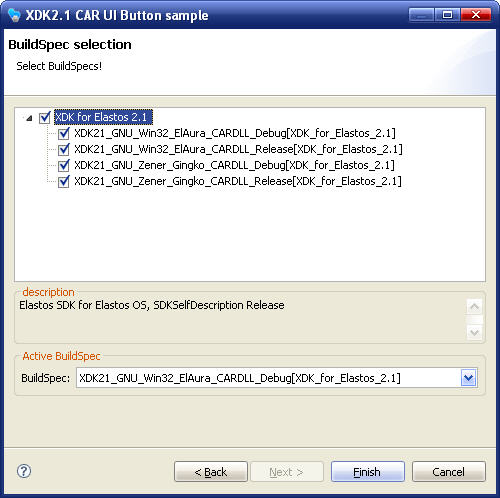 XDK2.1 CAR UI Button sample
BuildSpec selection
Select BuildSpecs!
XDK for Elastos 2.1
XDK21_GNU_Win32_ElAura_CARDLL_Debug[XDK_for_Elastos_2.1]
XDK21_GNU_Win32_ElAura_CARDLL_Release[XDK_for_Elastos_2.1]
XDK21_GNU_Zener_Gingko_CARDLL_Debug[XDK_for_Elastos_2.1]
XDK21_GNU_Zener_Gingko_CARDLL_Release[XDK_for_Elastos_2.1]
description
Elastos SDK for Elastos OS, SDKSelfDescription Release
Active BuildSpec
BuildSpec: XDK21_GNU_Win32_ElAura_CARDLL_Debug[XDK_for_Elastos_2.1]
? < Back Next > Finish Cancel